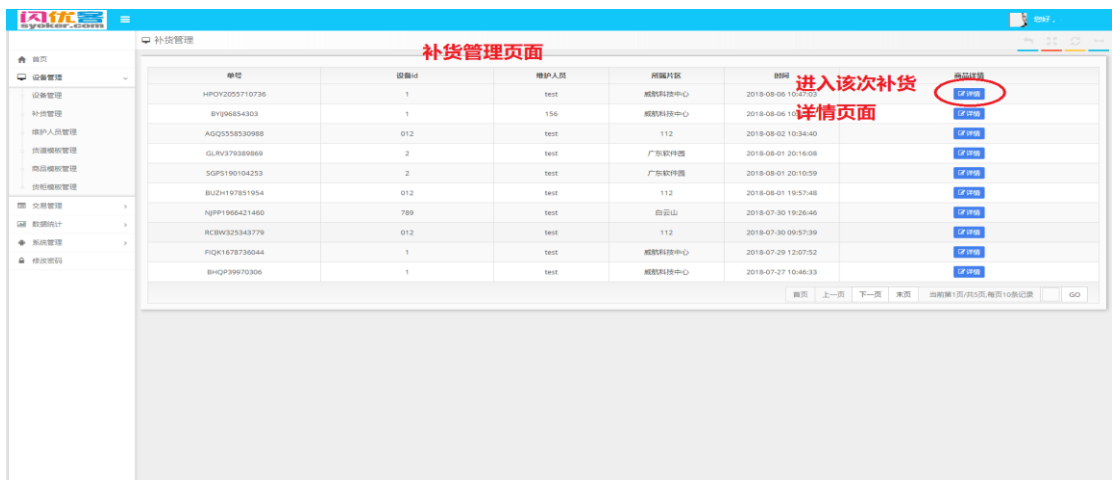 闪优客
syoker.com
您好，
补货管理
补货管理页面
首页
设备管理
设备管理
补货管理
维护人员管理
货道模板管理
商品模板管理
货柜模板管理
交易管理
数据统计
系统管理
修改密码
单号 设备id 维护人员 所属片区 时间 商品详情
HPOY2055710736 1 test 威凯科技中心 2018-08-06 10:47:03 详情
进入该次补货
详情页面
BYIJ96854303 1 156 威凯科技中心 2018-08-06 详情
AGQS558530988 012 test 112 2018-08-02 10:34:40 详情
GLRV379389869 2 test 广东软件园 2018-08-01 20:16:08 详情
SGPS190104253 2 test 广东软件园 2018-08-01 20:10:59 详情
BUZH197851954 012 test 112 2018-08-01 19:57:48 详情
NJPP1966421460 789 test 白云山 2018-07-30 19:26:46 详情
RCBW325343779 012 test 112 2018-07-30 09:57:39 详情
FIQK1678736044 1 test 威凯科技中心 2018-07-29 12:07:52 详情
BHQP39970306 1 test 威凯科技中心 2018-07-27 10:46:33 详情
首页 上一页 下一页 末页 当前第1页/共5页,每页10条记录 GO